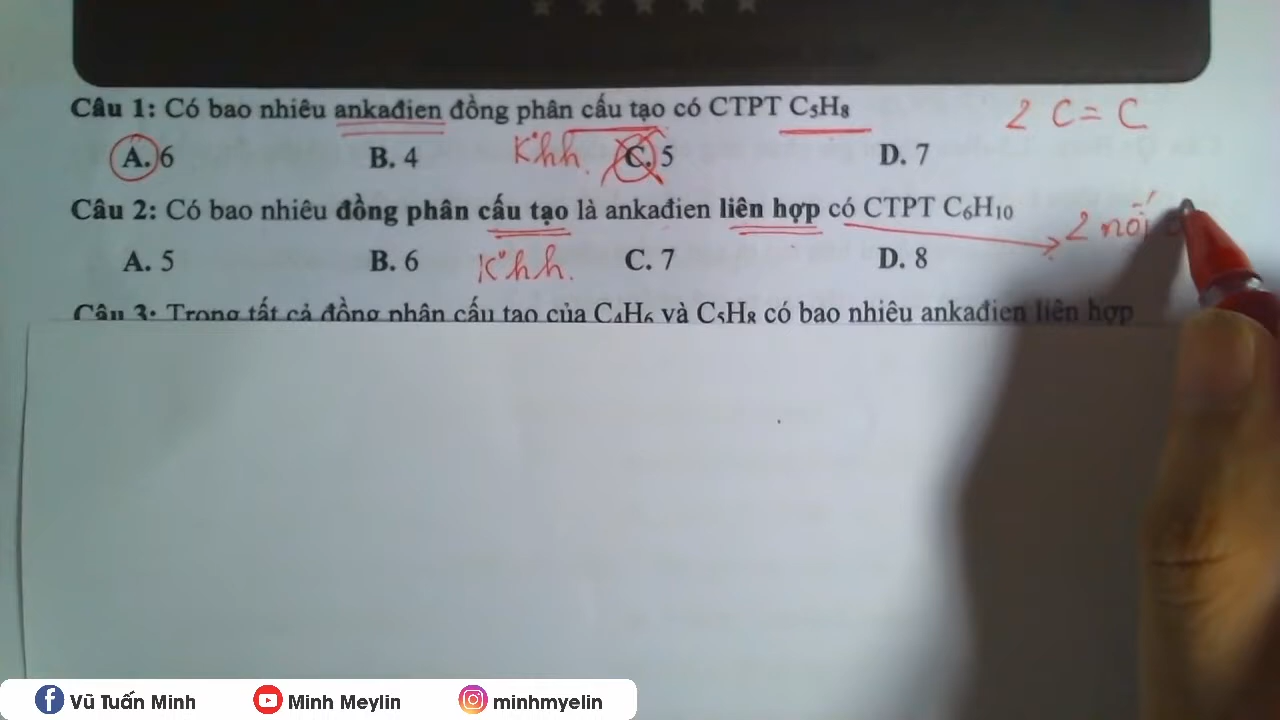 Câu 1: Có bao nhiêu ankađien đồng phân cấu tạo có CTPT C₅H₈ 2 C = C
A. 6 B. 4 K° hh. C. 5 D. 7
Câu 2: Có bao nhiêu đồng phân cấu tạo là ankađien liên hợp có CTPT C₆H₁₀ 2 nối
A. 5 B. 6 K° hh. C. 7 D. 8
Câu 3: Trong tất cả đồng phân cấu tạo của C₄H₆ và C₅H₈ có bao nhiêu ankađien liên hợp
Vũ Tuấn Minh Minh Meylin minhmyelin